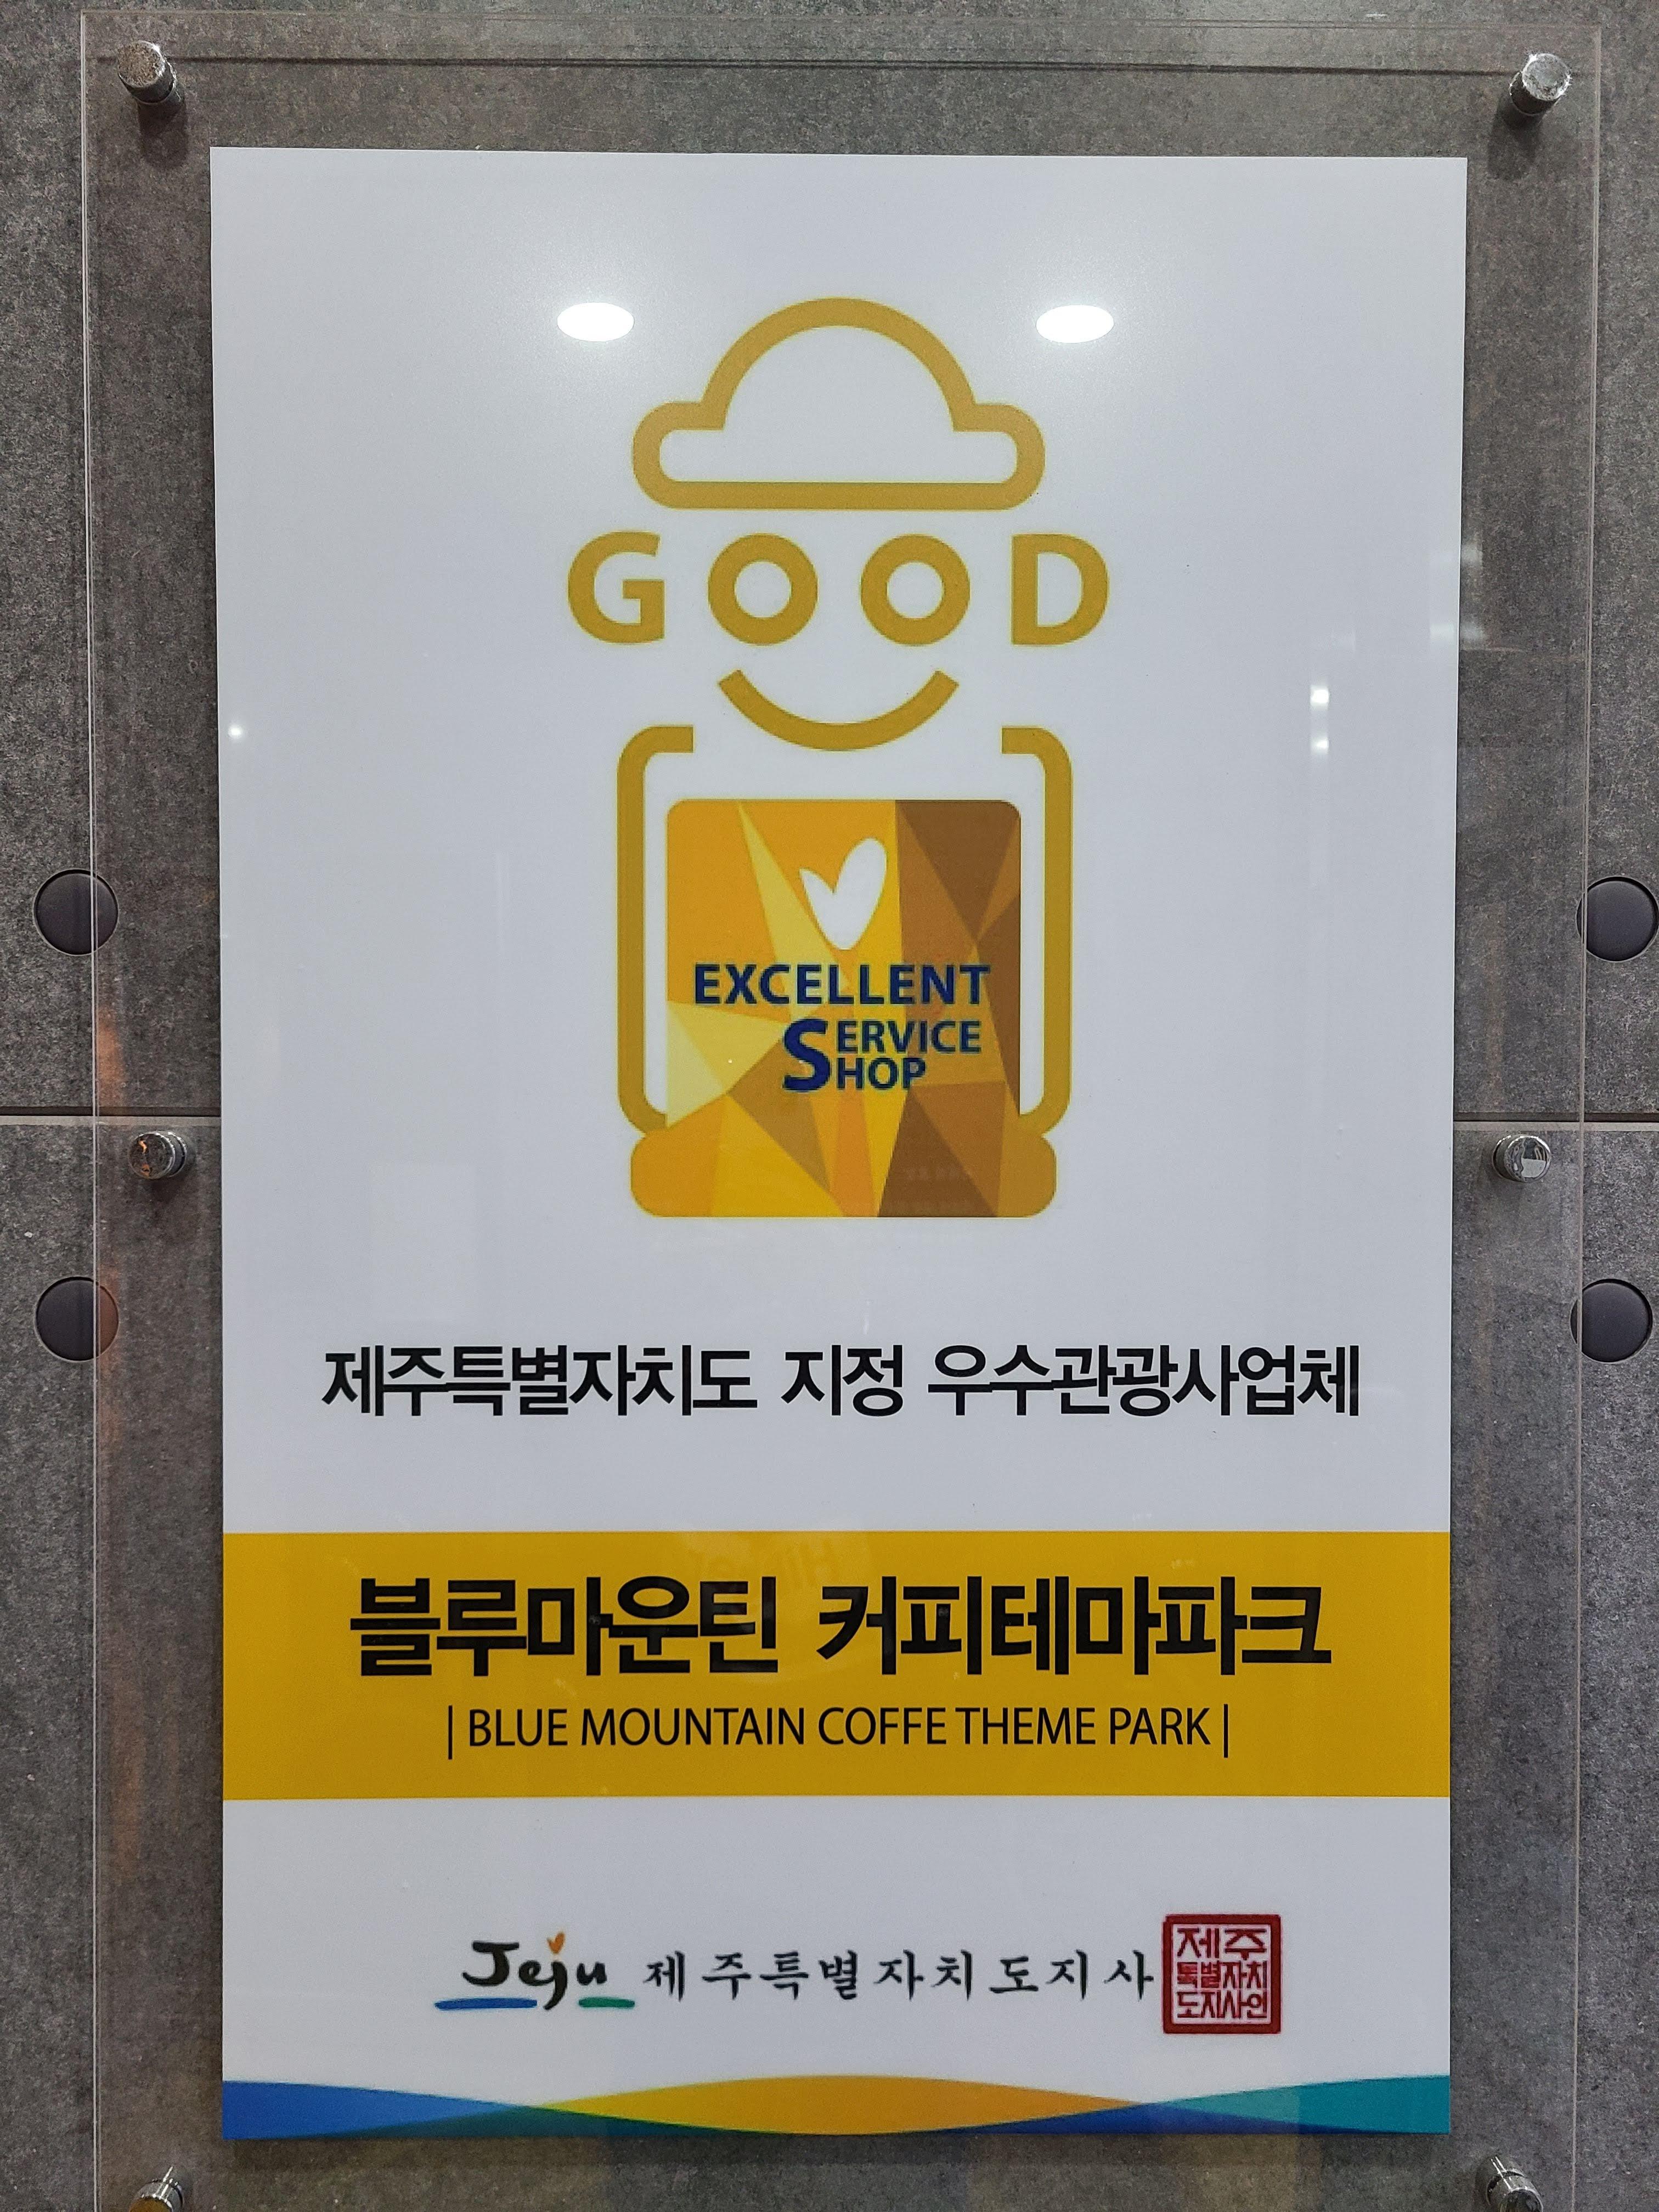 GOOD
EXCELLENT
SERVICE
SHOP
제주특별자치도 지정 우수관광사업체
블루마운틴 커피테마파크
| BLUE MOUNTAIN COFFE THEME PARK |
Jeju 제주특별자치도지사
제주
특별자치
도지사인